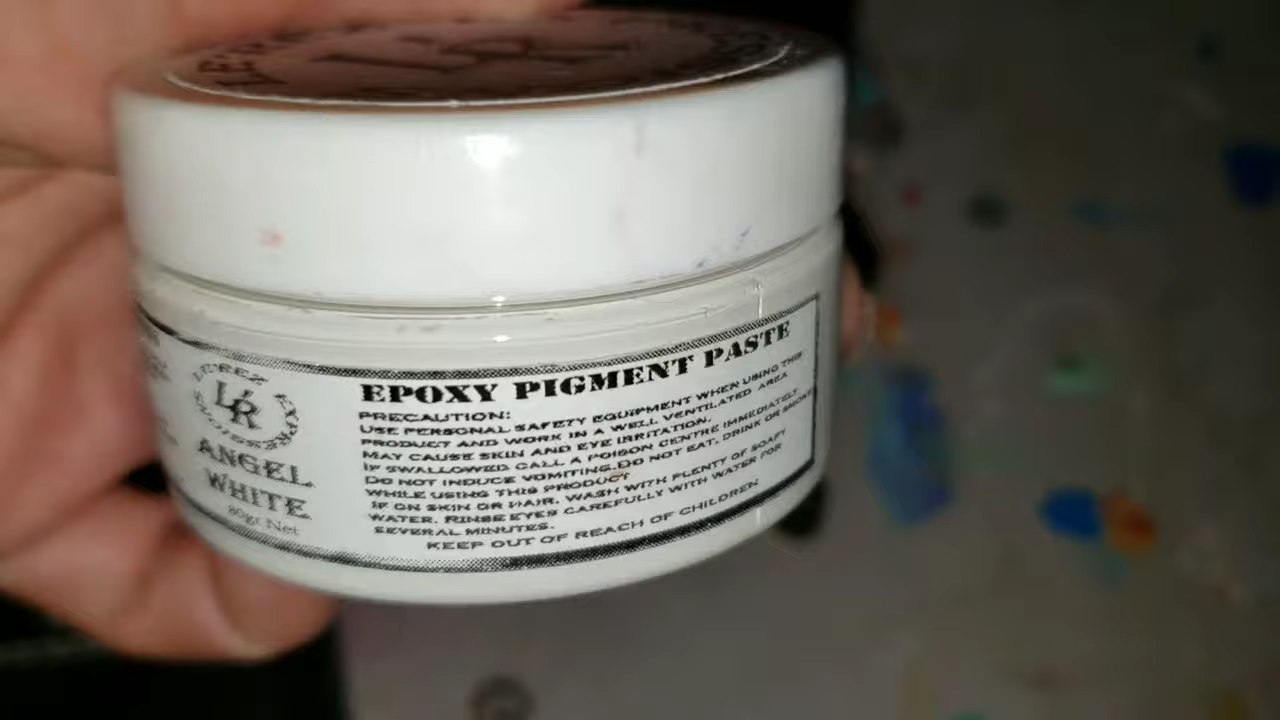 LR
ANGEL
WHITE
80gr Net
EPOXY PIGMENT PASTE
PRECAUTION:
USE PERSONAL SAFETY EQUIPMENT WHEN USING THIS
PRODUCT AND WORK IN A WELL VENTILATED AREA
MAY CAUSE SKIN AND EYE IRRITATION.
IF SWALLOWED CALL A POISON CENTRE IMMEDIATELY
DO NOT INDUCE VOMITING. DO NOT EAT, DRINK OR SMOKE
WHILE USING THIS PRODUCT
IF ON SKIN OR HAIR, WASH WITH PLENTY OF SOAPY
WATER. RINSE EYES CAREFULLY WITH WATER FOR
SEVERAL MINUTES.
KEEP OUT OF REACH OF CHILDREN